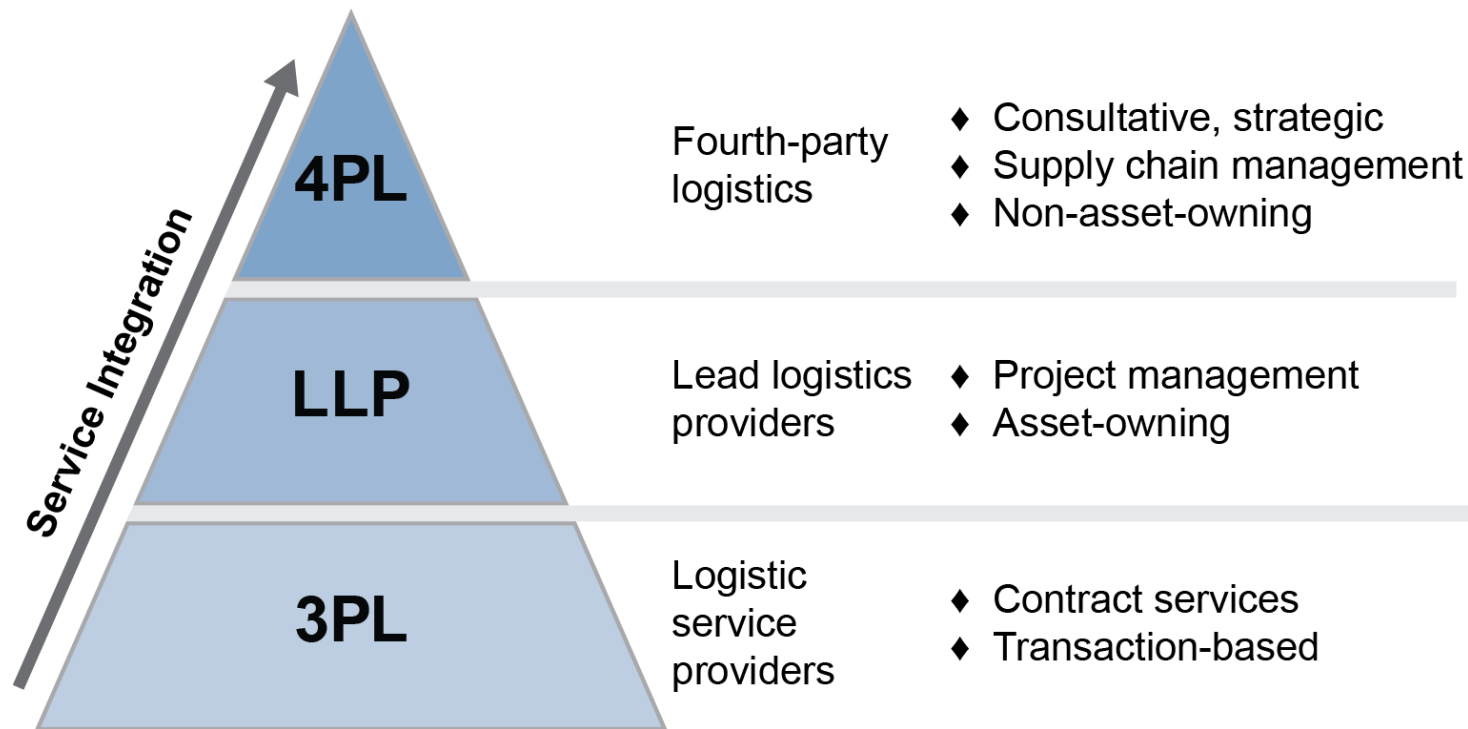 Service Integration
4PL
Fourth-party
logistics
♦ Consultative, strategic
♦ Supply chain management
♦ Non-asset-owning
LLP
Lead logistics
providers
♦ Project management
♦ Asset-owning
3PL
Logistic
service
providers
♦ Contract services
♦ Transaction-based